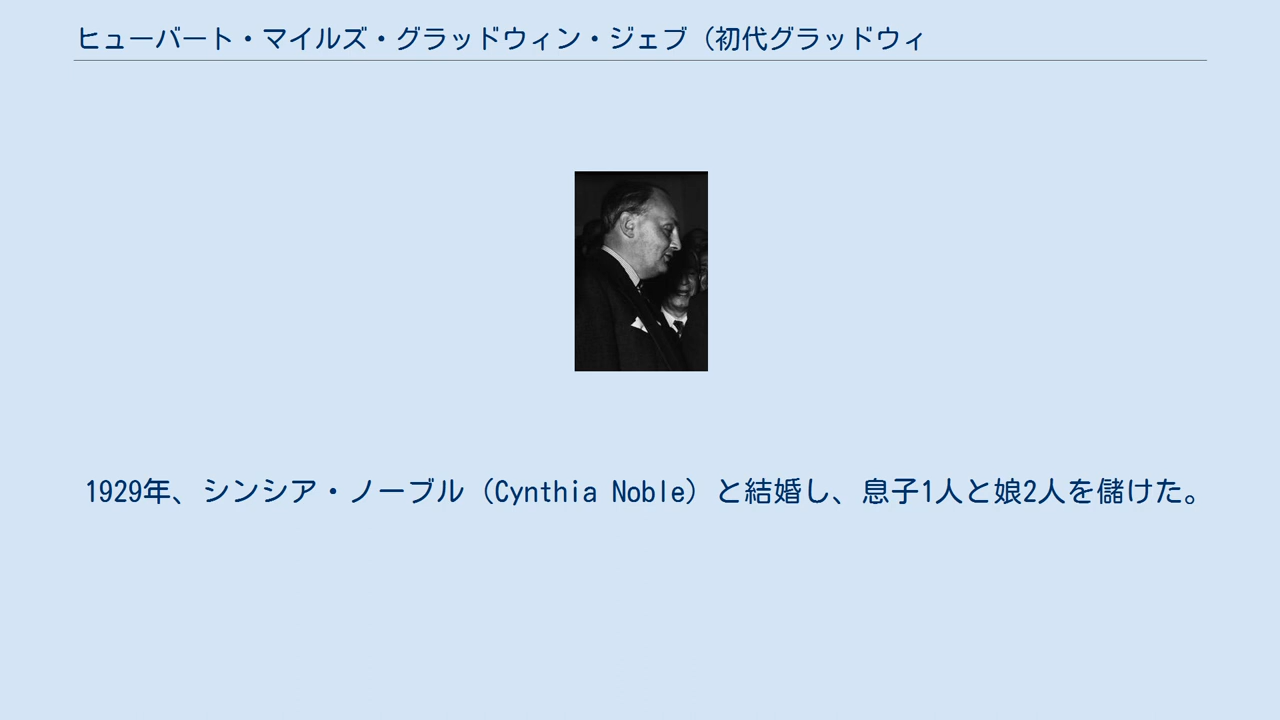 ヒューバート・マイルズ・グラッドウィン・ジェブ（初代グラッドウィ
1929年、シンシア・ノーブル（Cynthia Noble）と結婚し、息子1人と娘2人を儲けた。